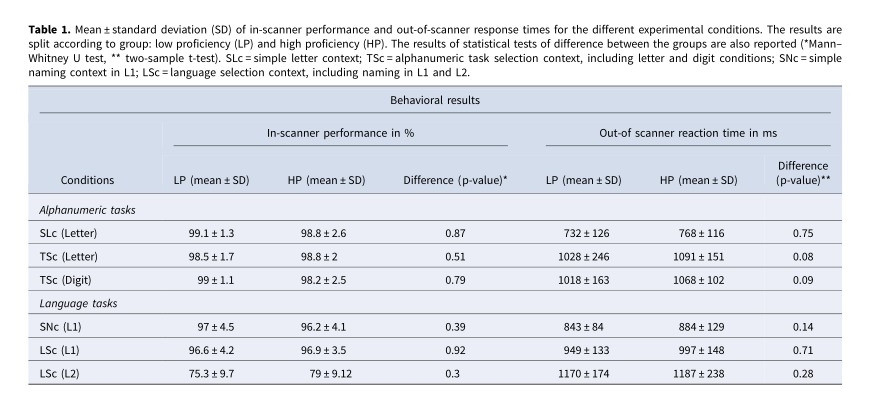 Table 1. Mean ± standard deviation (SD) of in-scanner performance and out-of-scanner response times for the different experimental conditions. The results are
split according to group: low proficiency (LP) and high proficiency (HP). The results of statistical tests of difference between the groups are also reported (*Mann–
Whitney U test, ** two-sample t-test). SLc = simple letter context; TSc = alphanumeric task selection context, including letter and digit conditions; SNc = simple
naming context in L1; LSc = language selection context, including naming in L1 and L2.
Behavioral results
In-scanner performance in % Out-of scanner reaction time in ms
Conditions LP (mean ± SD) HP (mean ± SD) Difference (p-value)* LP (mean ± SD) HP (mean ± SD) Difference (p-value)**
Alphanumeric tasks
SLc (Letter) 99.1 ± 1.3 98.8 ± 2.6 0.87 732 ± 126 768 ± 116 0.75
TSc (Letter) 98.5 ± 1.7 98.8 ± 2 0.51 1028 ± 246 1091 ± 151 0.08
TSc (Digit) 99 ± 1.1 98.2 ± 2.5 0.79 1018 ± 163 1068 ± 102 0.09
Language tasks
SNc (L1) 97 ± 4.5 96.2 ± 4.1 0.39 843 ± 84 884 ± 129 0.14
LSc (L1) 96.6 ± 4.2 96.9 ± 3.5 0.92 949 ± 133 997 ± 148 0.71
LSc (L2) 75.3 ± 9.7 79 ± 9.12 0.3 1170 ± 174 1187 ± 238 0.28